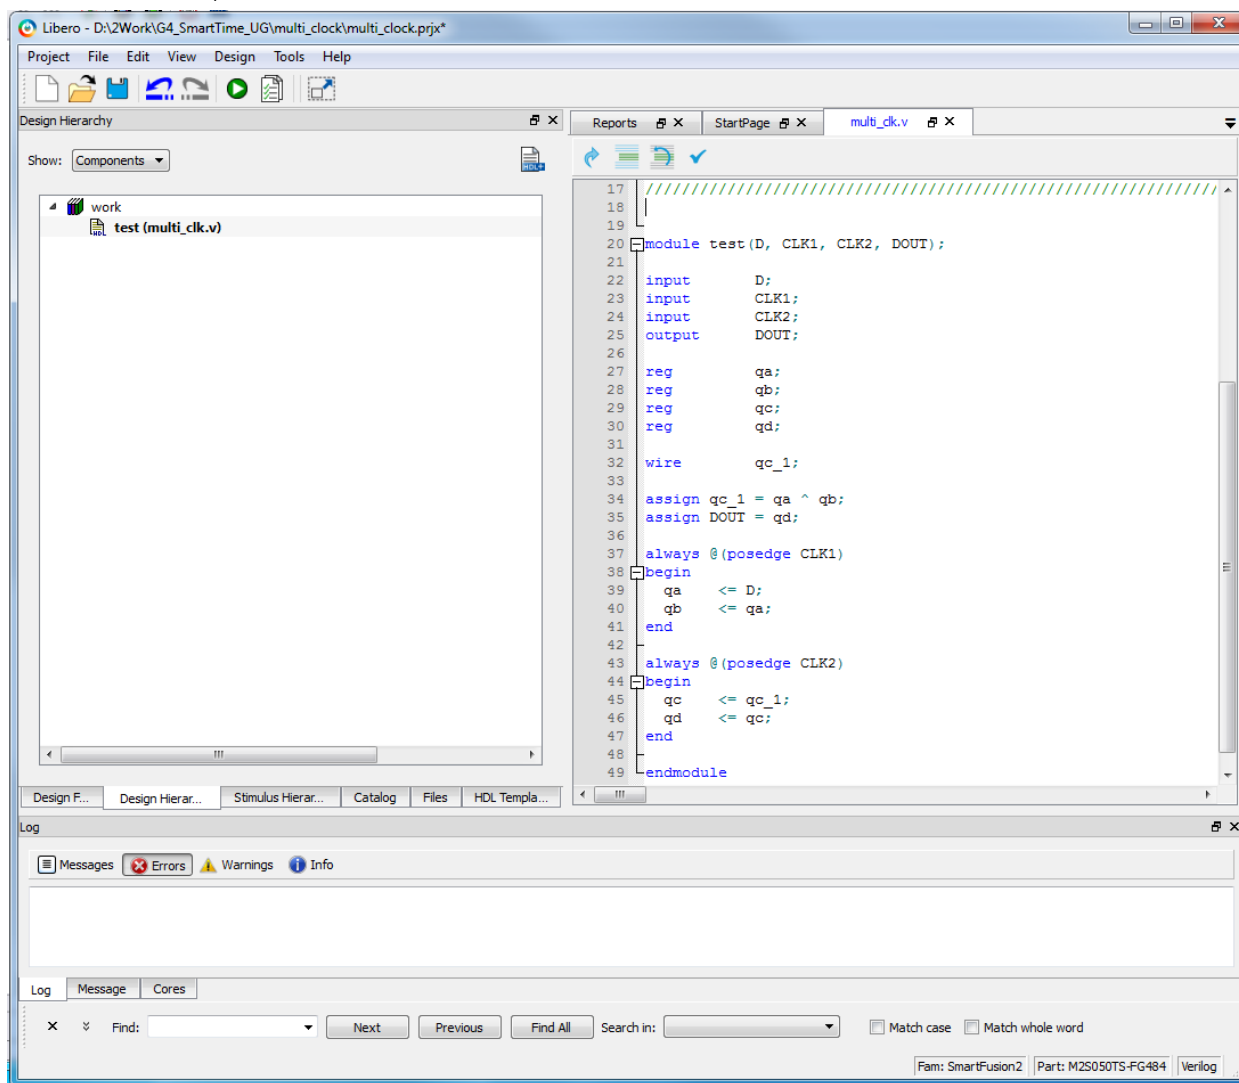 Libero - D:\2Work\G4_SmartTime_UG\multi_clock\multi_clock.prjx*
Project File Edit View Design Tools Help
Design Hierarchy
Show: Components
HDL+
work
test (multi_clk.v)
Design F... Design Hierar... Stimulus Hierar... Catalog Files HDL Templa...
Reports StartPage multi_clk.v
17 ///////////////////////////////////////////////////////////////
18
19
20 module test(D, CLK1, CLK2, DOUT);
21
22 input D;
23 input CLK1;
24 input CLK2;
25 output DOUT;
26
27 reg qa;
28 reg qb;
29 reg qc;
30 reg qd;
31
32 wire qc_1;
33
34 assign qc_1 = qa ^ qb;
35 assign DOUT = qd;
36
37 always @(posedge CLK1)
38 begin
39 qa <= D;
40 qb <= qa;
41 end
42
43 always @(posedge CLK2)
44 begin
45 qc <= qc_1;
46 qd <= qc;
47 end
48
49 endmodule
Log
Messages Errors Warnings Info
Log Message Cores
Find: Next Previous Find All Search in: Match case Match whole word
Fam: SmartFusion2 Part: M2S050TS-FG484 Verilog